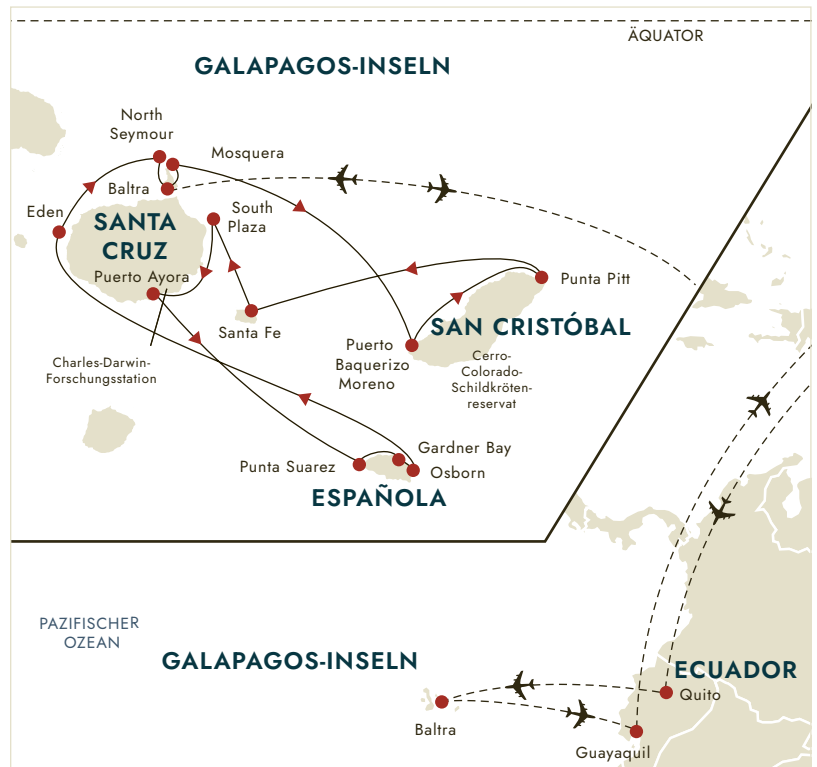 ÄQUATOR
GALAPAGOS-INSELN
North
Seymour
Mosquera
Baltra
Eden
SANTA
CRUZ
South
Plaza
Puerto Ayora
Punta Pitt
Santa Fe
SAN CRISTÓBAL
Puerto
Baquerizo
Moreno
Cerro-
Colorado-
Schildkröten-
reservat
Charles-Darwin-
Forschungsstation
Gardner Bay
Punta Suarez
Osborn
ESPAÑOLA
PAZIFISCHER
OZEAN
GALAPAGOS-INSELN
ECUADOR
Quito
Baltra
Guayaquil